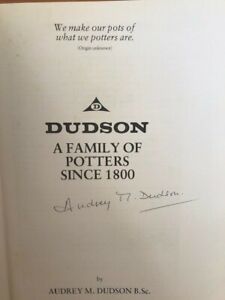 We make our pots of
what we potters are.
(Origin unknown)
D
DUDSON
A FAMILY OF
POTTERS
SINCE 1800
Audrey M. Dudson.
by
AUDREY M. DUDSON B.Sc.